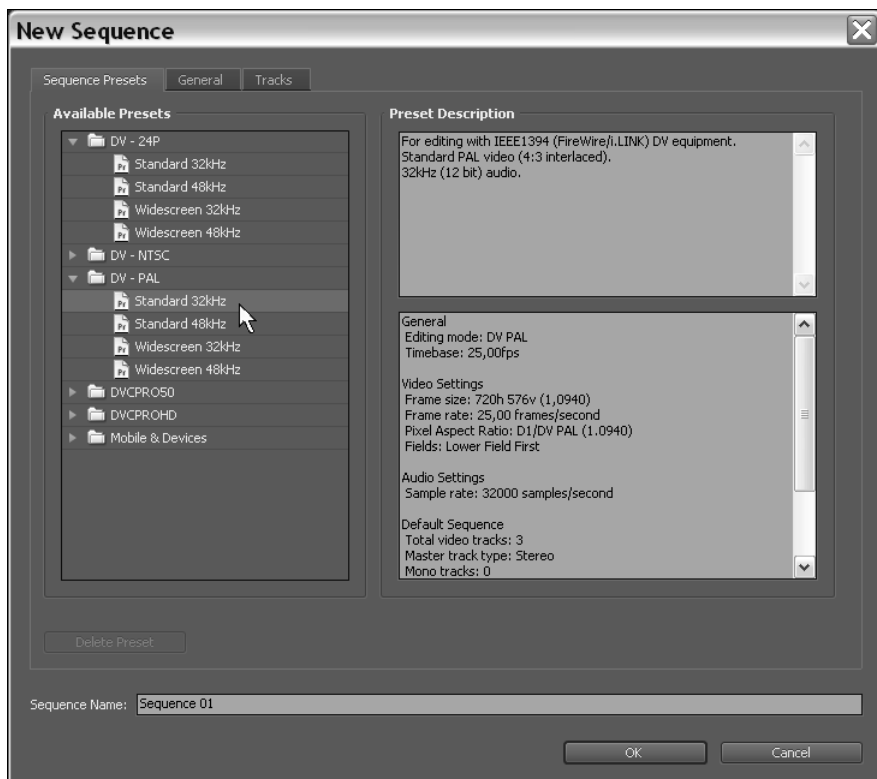 New Sequence
Sequence Presets General Tracks
Available Presets
DV - 24P
Standard 32kHz
Standard 48kHz
Widescreen 32kHz
Widescreen 48kHz
DV - NTSC
DV - PAL
Standard 32kHz
Standard 48kHz
Widescreen 32kHz
Widescreen 48kHz
DVCPRO50
DVCPROHD
Mobile & Devices
Preset Description
For editing with IEEE1394 (FireWire/i.LINK) DV equipment.
Standard PAL video (4:3 interlaced).
32kHz (12 bit) audio.
General
Editing mode: DV PAL
Timebase: 25,00fps
Video Settings
Frame size: 720h 576v (1,0940)
Frame rate: 25,00 frames/second
Pixel Aspect Ratio: D1/DV PAL (1.0940)
Fields: Lower Field First
Audio Settings
Sample rate: 32000 samples/second
Default Sequence
Total video tracks: 3
Master track type: Stereo
Mono tracks: 0
Delete Preset
Sequence Name: Sequence 01
OK Cancel